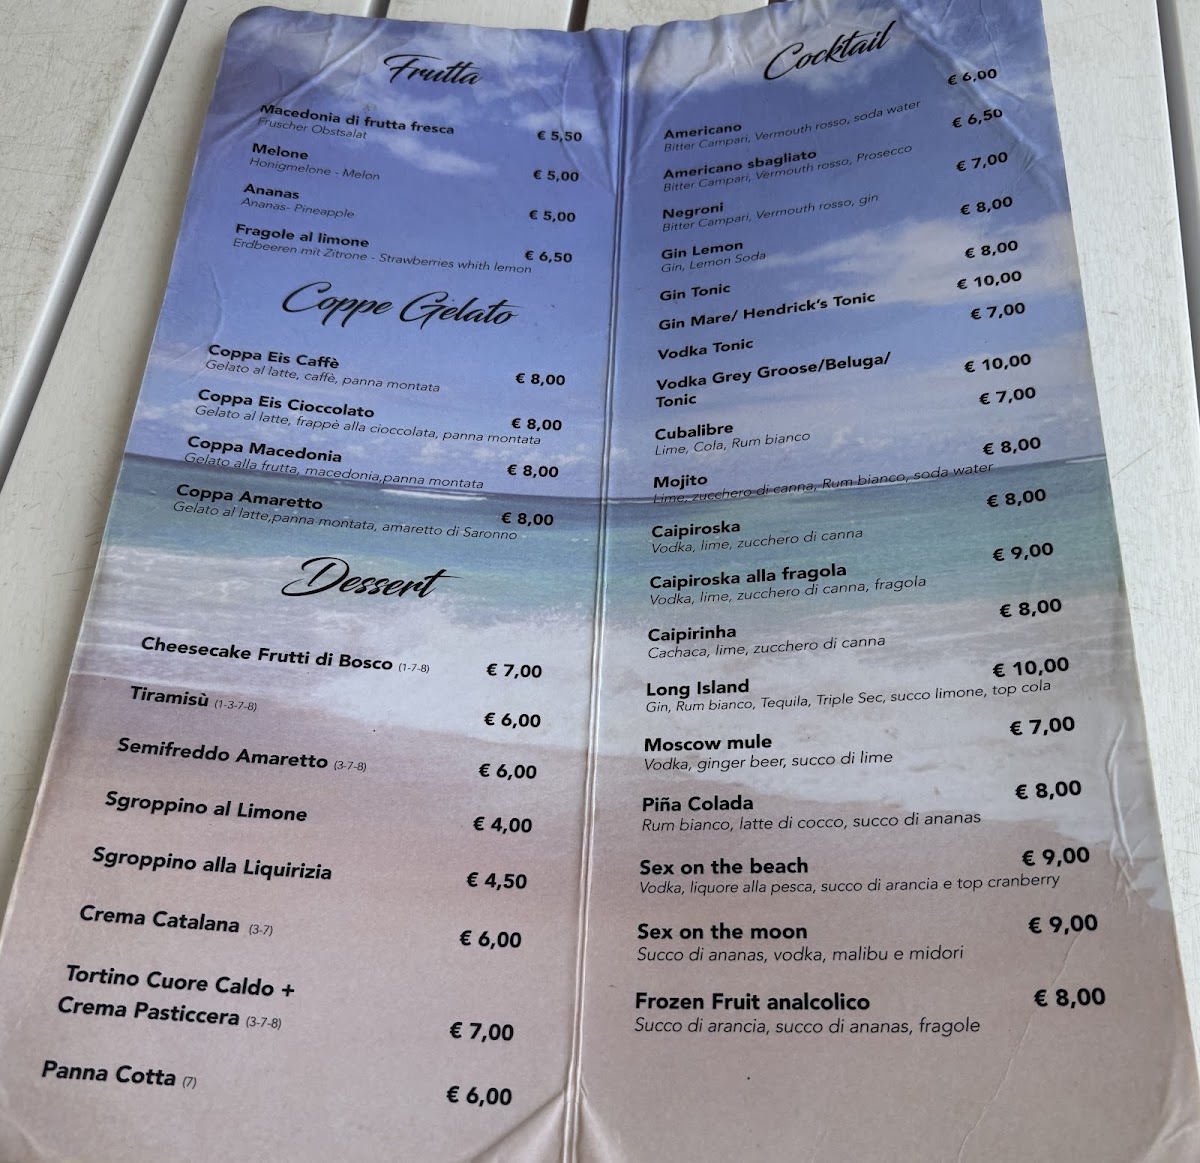 Frutta
Macedonia di frutta fresca € 5,50
Fruscher Obstsalat
Melone € 5,00
Honigmelone - Melon
Ananas € 5,00
Ananas- Pineapple
Fragole al limone € 6,50
Erdbeeren mit Zitrone - Strawberries whith lemon
Coppe Gelato
Coppa Eis Caffè € 8,00
Gelato al latte, caffè, panna montata
Coppa Eis Cioccolato € 8,00
Gelato al latte, frappè alla cioccolata, panna montata
Coppa Macedonia € 8,00
Gelato alla frutta, macedonia,panna montata
Coppa Amaretto € 8,00
Gelato al latte,panna montata, amaretto di Saronno
Dessert
Cheesecake Frutti di Bosco (1-7-8) € 7,00
Tiramisù (1-3-7-8) € 6,00
Semifreddo Amaretto (3-7-8) € 6,00
Sgroppino al Limone € 4,00
Sgroppino alla Liquirizia € 4,50
Crema Catalana (3-7) € 6,00
Tortino Cuore Caldo +
Crema Pasticcera (3-7-8) € 7,00
Panna Cotta (7) € 6,00
Cocktail
Americano € 6,00
Bitter Campari, Vermouth rosso, soda water
Americano sbagliato € 6,50
Bitter Campari, Vermouth rosso, Prosecco
Negroni € 7,00
Bitter Campari, Vermouth rosso, gin
Gin Lemon € 8,00
Gin, Lemon Soda
Gin Tonic € 8,00
Gin Mare/ Hendrick's Tonic € 10,00
Vodka Tonic € 7,00
Vodka Grey Groose/Beluga/
Tonic € 10,00
Cubalibre € 7,00
Lime, Cola, Rum bianco
Mojito € 8,00
Lime, zucchero di canna, Rum bianco, soda water
Caipiroska € 8,00
Vodka, lime, zucchero di canna
Caipiroska alla fragola € 9,00
Vodka, lime, zucchero di canna, fragola
Caipirinha € 8,00
Cachaca, lime, zucchero di canna
Long Island € 10,00
Gin, Rum bianco, Tequila, Triple Sec, succo limone, top cola
Moscow mule € 7,00
Vodka, ginger beer, succo di lime
Piña Colada € 8,00
Rum bianco, latte di cocco, succo di ananas
Sex on the beach € 9,00
Vodka, liquore alla pesca, succo di arancia e top cranberry
Sex on the moon € 9,00
Succo di ananas, vodka, malibu e midori
Frozen Fruit analcolico € 8,00
Succo di arancia, succo di ananas, fragole